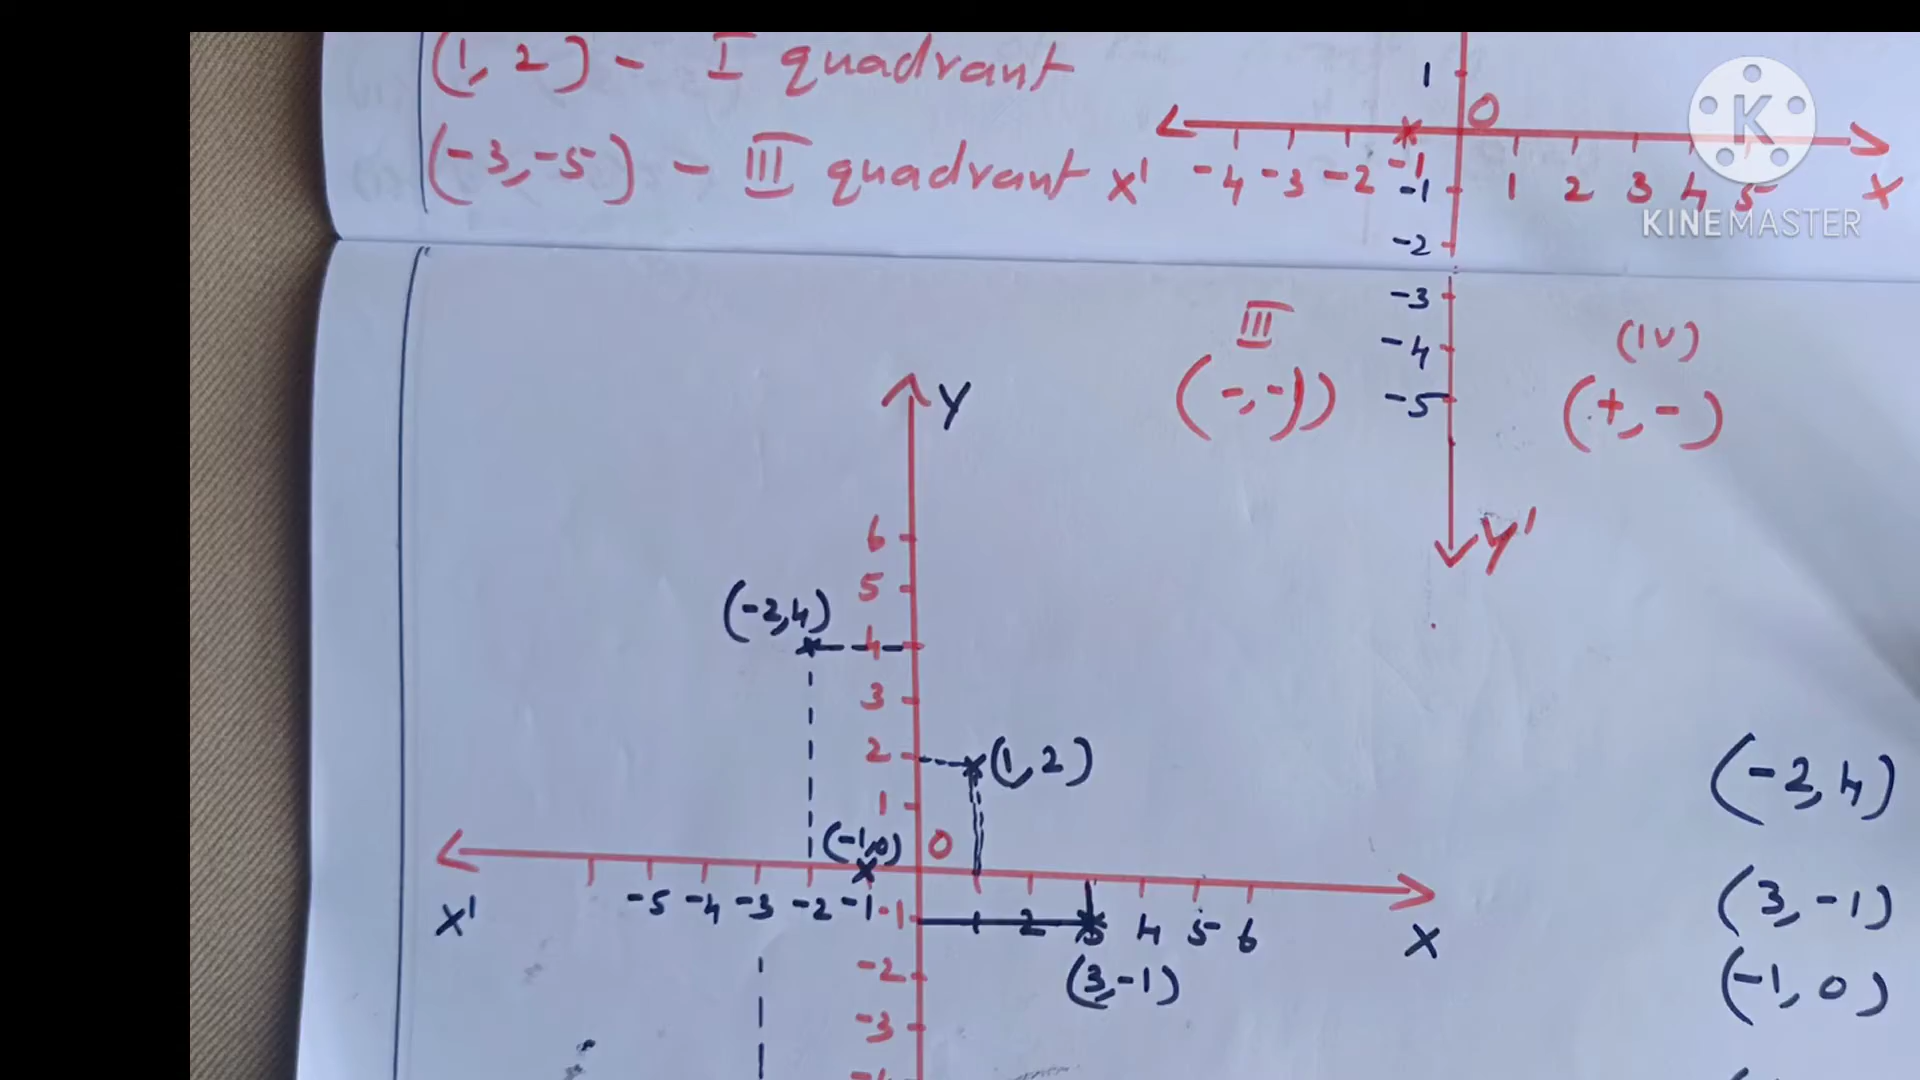 (1, 2) - I quadrant
(-3, -5) - III quadrant
1
O
X' -4 -3 -2 -1 1 2 3 4 5 X
-1
-2
-3
-4
-5
III
(-, -)
(IV)
(+, -)
Y'
K
KINEMASTER
Y
6
5
4
3
2
1
(-2, 4)
(1, 2)
(-1, 0)
O
X' -5 -4 -3 -2 -1 1 2 3 4 5 6 X
-1
-2
-3
(3, -1)
(-2, 4)
(3, -1)
(-1, 0)